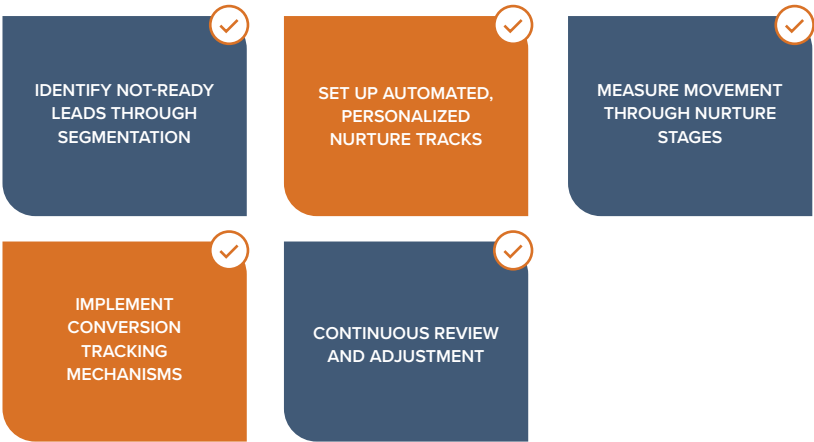 IDENTIFY NOT-READY
LEADS THROUGH
SEGMENTATION
SET UP AUTOMATED,
PERSONALIZED
NURTURE TRACKS
MEASURE MOVEMENT
THROUGH NURTURE
STAGES
IMPLEMENT
CONVERSION
TRACKING
MECHANISMS
CONTINUOUS REVIEW
AND ADJUSTMENT